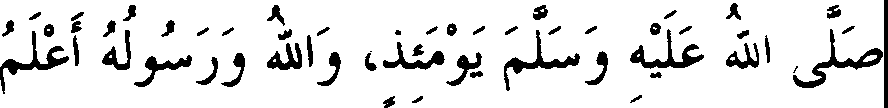 صَلَّى اللهُ عَلَيْهِ وَسَلَّمَ يَوْمَئِذٍ، وَاللهُ وَرَسُولُهُ أَعْلَمُ